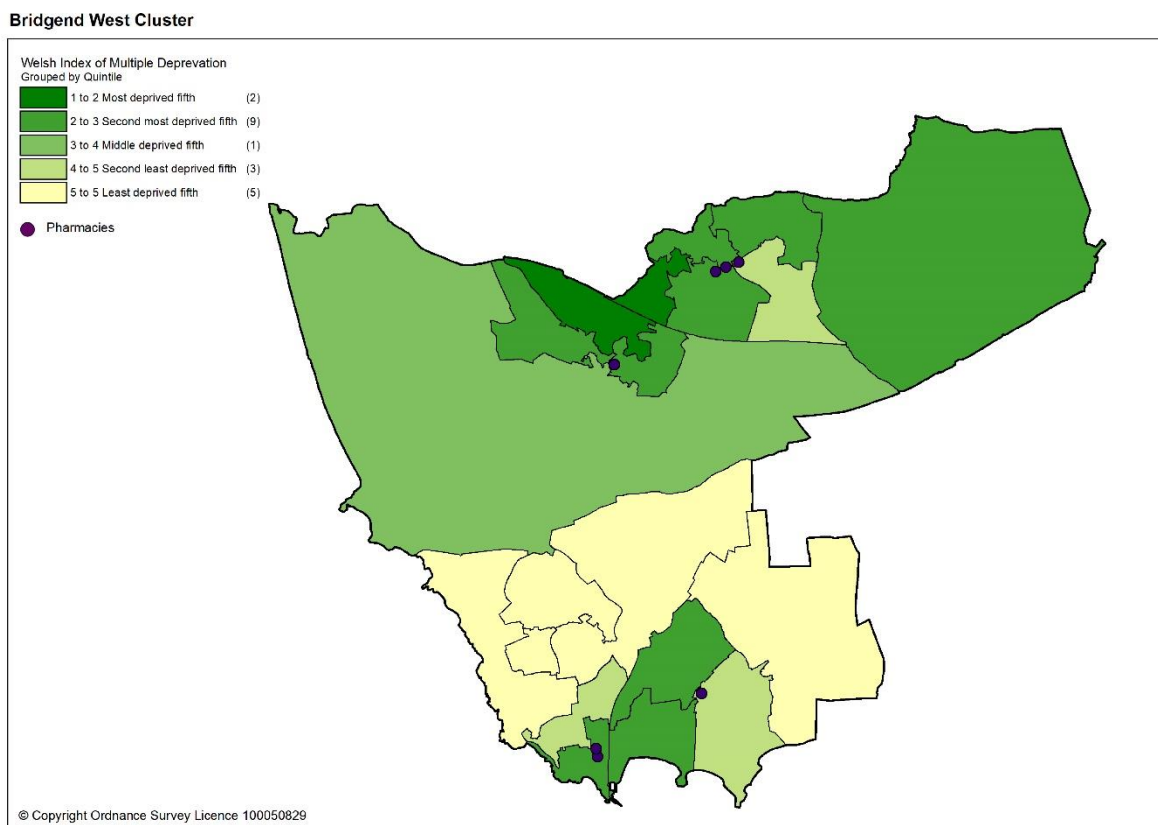 Bridgend West Cluster
Welsh Index of Multiple Deprevation
Grouped by Quintile
1 to 2 Most deprived fifth (2)
2 to 3 Second most deprived fifth (9)
3 to 4 Middle deprived fifth (1)
4 to 5 Second least deprived fifth (3)
5 to 5 Least deprived fifth (5)
Pharmacies
© Copyright Ordnance Survey Licence 100050829